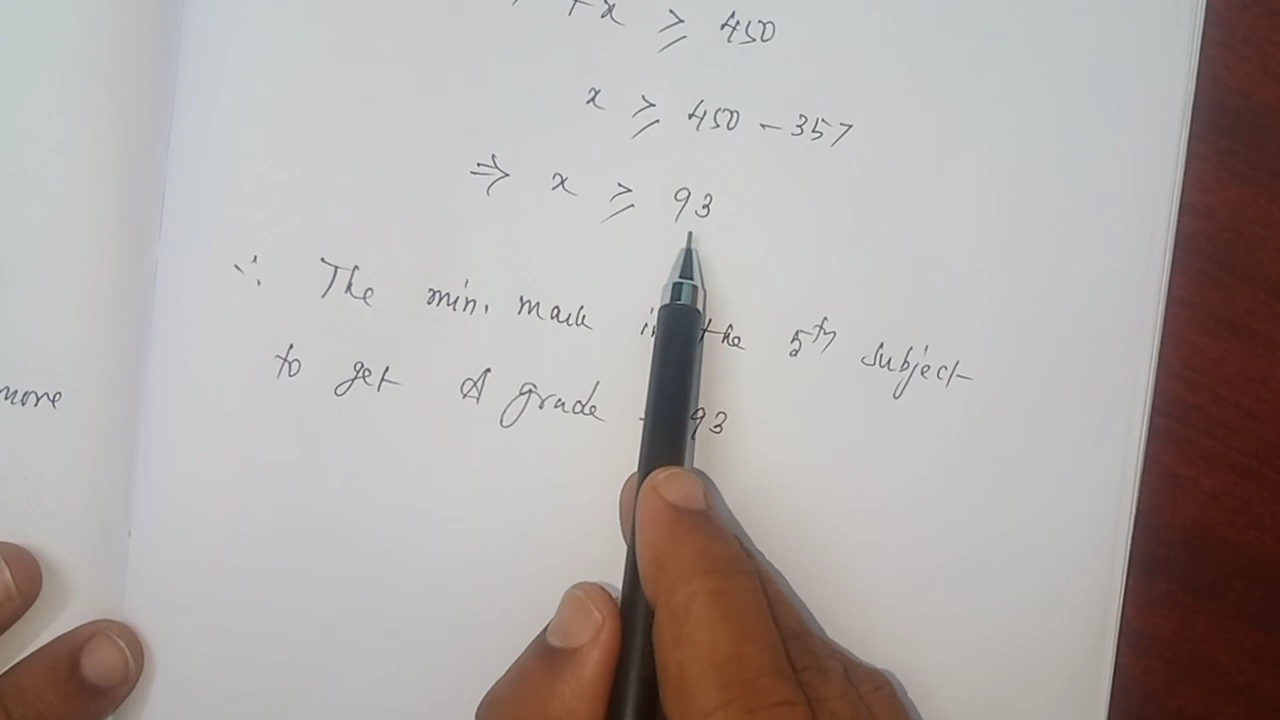 +x ≥ 450
x ≥ 450 - 357
⇒ x ≥ 93
∴ The min. mark in the 5th subject
to get A grade - 93
more